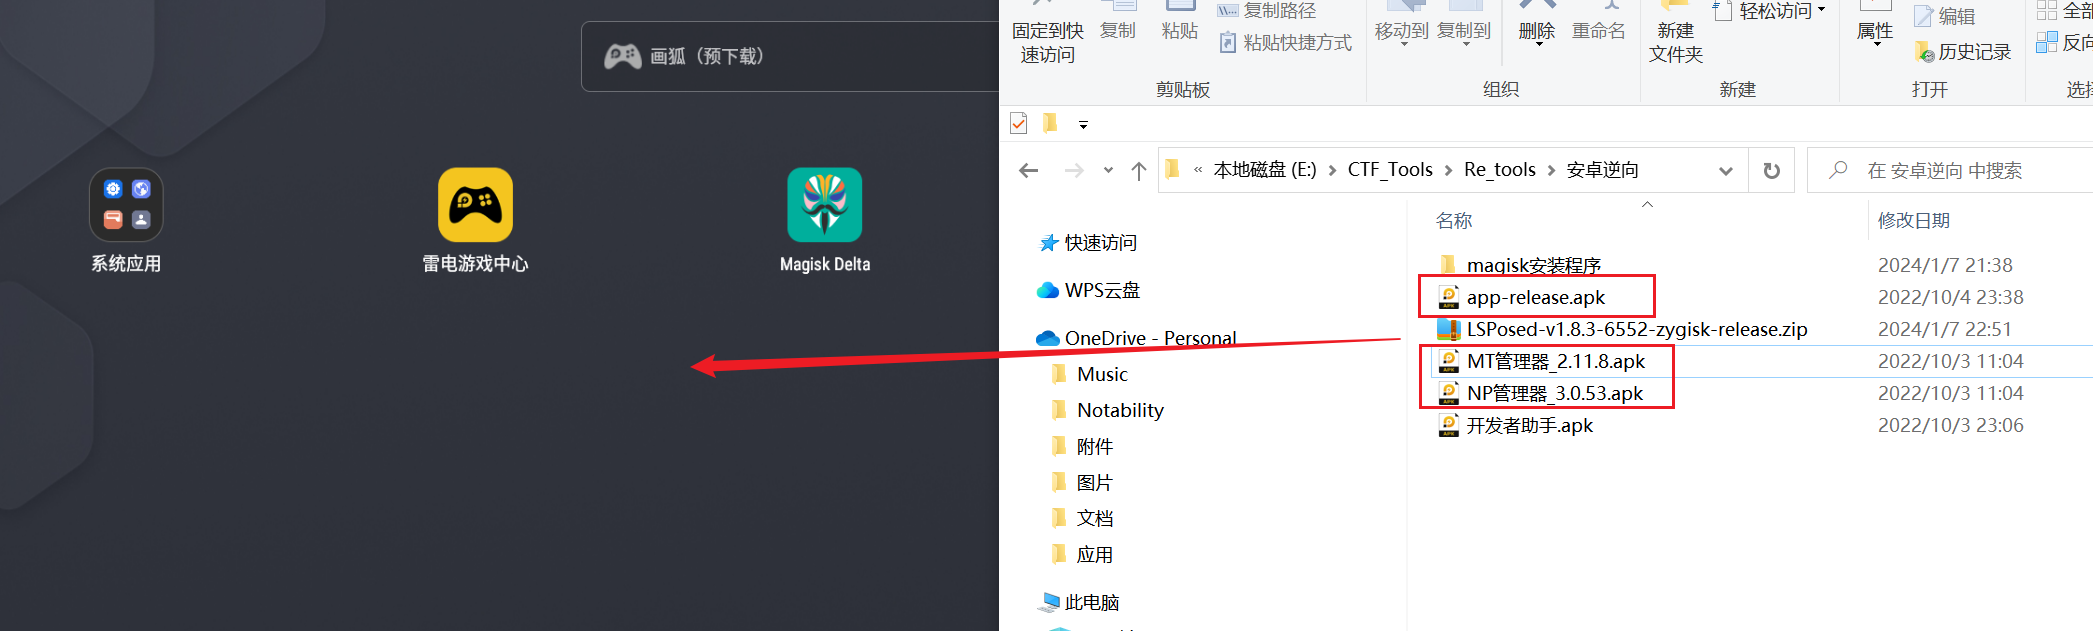 画狐（预下载）
系统应用
雷电游戏中心
Magisk Delta
固定到快
速访问
复制
粘贴
复制路径
粘贴快捷方式
剪贴板
移动到
复制到
删除
重命名
组织
新建
文件夹
轻松访问
新建
属性
编辑
历史记录
打开
« 本地磁盘 (E:) › CTF_Tools › Re_tools › 安卓逆向
在 安卓逆向 中搜索
快速访问
WPS云盘
OneDrive - Personal
Music
Notability
附件
图片
文档
应用
此电脑
名称 修改日期
magisk安装程序 2024/1/7 21:38
app-release.apk 2022/10/4 23:38
LSPosed-v1.8.3-6552-zygisk-release.zip 2024/1/7 22:51
MT管理器_2.11.8.apk 2022/10/3 11:04
NP管理器_3.0.53.apk 2022/10/3 11:04
开发者助手.apk 2022/10/3 23:06